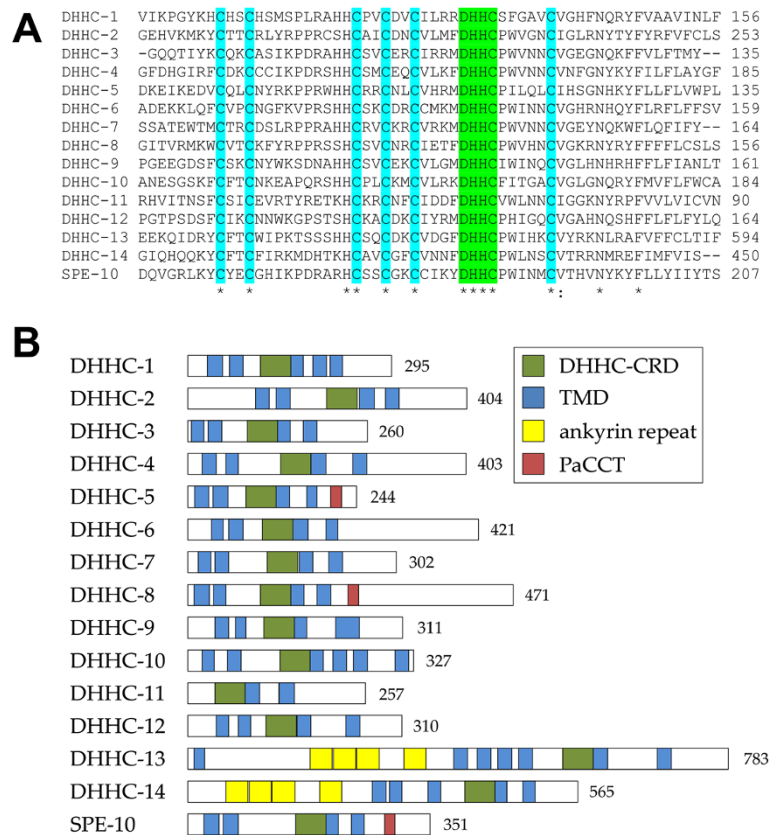 A
DHHC-1 VIKPGYKHCHSCHSMSPLRAHHCPVCDVCILRRDHHCSFGAVCVGHFNQRYFVAAVINLF 156
DHHC-2 GEHVKMKYCTTCRLYRPPRCSHCAICDNCVLMFDHHCPWVGNCIGLRNYTYFYRFVFCLS 253
DHHC-3 -GQQTIYKCQKCASIKPDRAHHCSVCERCIRRMDHHCPWVNNCVGEGNQKFFVLFTMY-- 135
DHHC-4 GFDHGIRFCDKCCCIKPDRSHHCSMCEQCVLKFDHHCPWVNNCVNFGNYKYFILFLAYGF 185
DHHC-5 DKEIKEDVCQLCNYRKPPRWHHCRRCNLCVHRMDHHCPILQLCIHSGNHKYFLLFLVWPL 135
DHHC-6 ADEKKLQFCVPCNGFKVPRSHHCSKCDRCCMKMDHHCPWINNCVGHRNHQYFLRFLFFSV 159
DHHC-7 SSATEWTMCTRCDSLRPPRAHHCRVCKRCVRKMDHHCPWVNNCVGEYNQKWFLQFIFY-- 164
DHHC-8 GITVRMKWCVTCKFYRPPRSSHCSVCNRCIETFDHHCPWVHNCVGKRNYRYFFFFLCSLS 156
DHHC-9 PGEEGDSFCSKCNYWKSDNAHHCSVCEKCVLGMDHHCIWINQCVGLHNHRHFFLFIANLT 161
DHHC-10 ANESGSKFCFTCNKEAPQRSHHCPLCKMCVLRKDHHCFITGACVGLGNQRYFMVFLFWCA 184
DHHC-11 RHVITNSFCSICEVRTYRETKHCKRCNFCIDDFDHHCVWLNNCIGGKNYRPFVVLVICVN 90
DHHC-12 PGTPSDSFCIKCNNWKGPSTSHCKACDKCIYRMDHHCPHIGQCVGAHNQSHFFLFLFYLQ 164
DHHC-13 EEKQIDRYCFTCWIPKTSSSHHCSQCDKCVDGFDHHCPWIHKCVYRKNLRAFVFFCLTIF 594
DHHC-14 GIQHQQKYCFTCFIRKMDHTKHCAVCGFCVNNFDHHCPWLNSCVTRRNMREFIMFVIS-- 450
SPE-10 DQVGRLKYCYECGHIKPDRARHCSSCGKCCIKYDHHCPWINMCVTHVNYKYFLLYIIYTS 207
* * ** * * **** *: * *
B
DHHC-1 295
DHHC-2 404
DHHC-3 260
DHHC-4 403
DHHC-5 244
DHHC-6 421
DHHC-7 302
DHHC-8 471
DHHC-9 311
DHHC-10 327
DHHC-11 257
DHHC-12 310
DHHC-13 783
DHHC-14 565
SPE-10 351
DHHC-CRD
TMD
ankyrin repeat
PaCCT